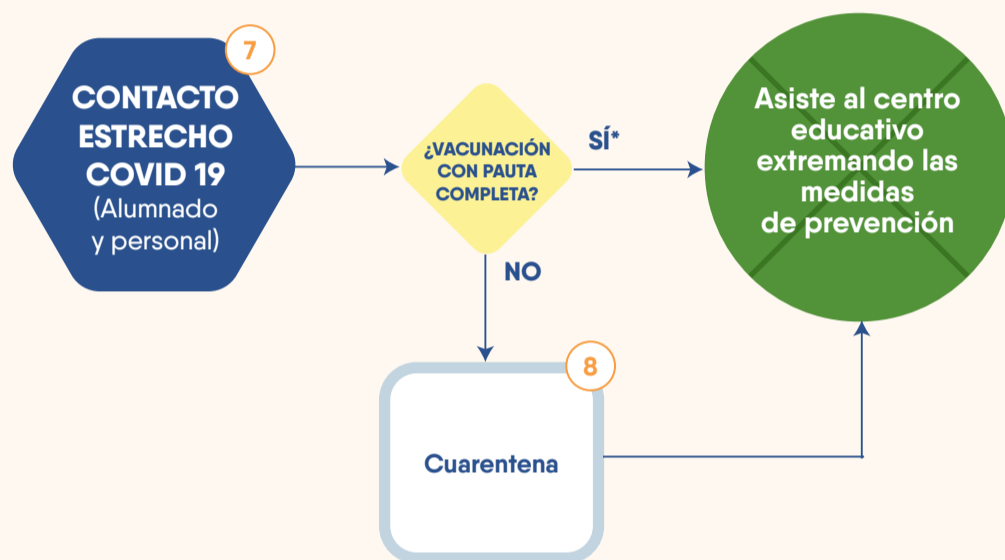 7
CONTACTO
ESTRECHO
COVID 19
(Alumnado
y personal)
¿VACUNACIÓN
CON PAUTA
COMPLETA?
SÍ*
Asiste al centro
educativo
extremando las
medidas
de prevención
NO
8
Cuarentena